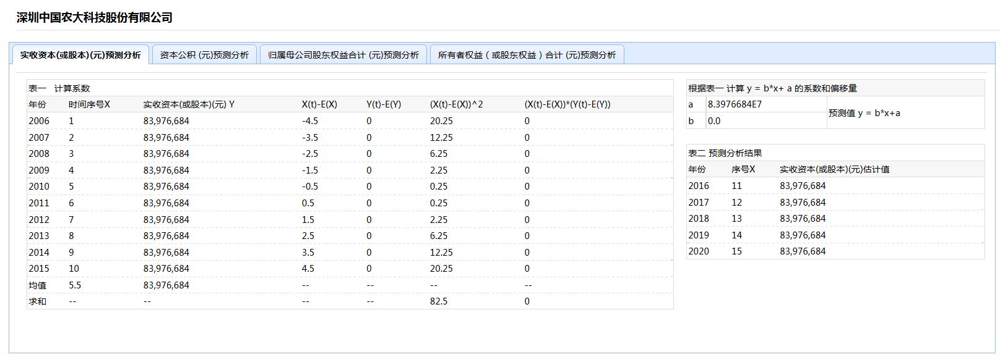 深圳中国农大科技股份有限公司
实收资本(或股本)(元)预测分析 资本公积 (元)预测分析 归属母公司股东权益合计 (元)预测分析 所有者权益（或股东权益）合计 (元)预测分析
表一 计算系数
年份 时间序号X 实收资本(或股本)(元) Y X(t)-E(X) Y(t)-E(Y) (X(t)-E(X))^2 (X(t)-E(X))*(Y(t)-E(Y))
2006 1 83,976,684 -4.5 0 20.25 0
2007 2 83,976,684 -3.5 0 12.25 0
2008 3 83,976,684 -2.5 0 6.25 0
2009 4 83,976,684 -1.5 0 2.25 0
2010 5 83,976,684 -0.5 0 0.25 0
2011 6 83,976,684 0.5 0 0.25 0
2012 7 83,976,684 1.5 0 2.25 0
2013 8 83,976,684 2.5 0 6.25 0
2014 9 83,976,684 3.5 0 12.25 0
2015 10 83,976,684 4.5 0 20.25 0
均值 5.5 83,976,684 -- -- -- --
求和 -- -- -- -- 82.5 0
根据表一 计算 y = b*x+ a 的系数和偏移量
a 8.3976684E7
预测值 y = b*x+a
b 0.0
表二 预测分析结果
年份 序号X 实收资本(或股本)(元)估计值
2016 11 83,976,684
2017 12 83,976,684
2018 13 83,976,684
2019 14 83,976,684
2020 15 83,976,684